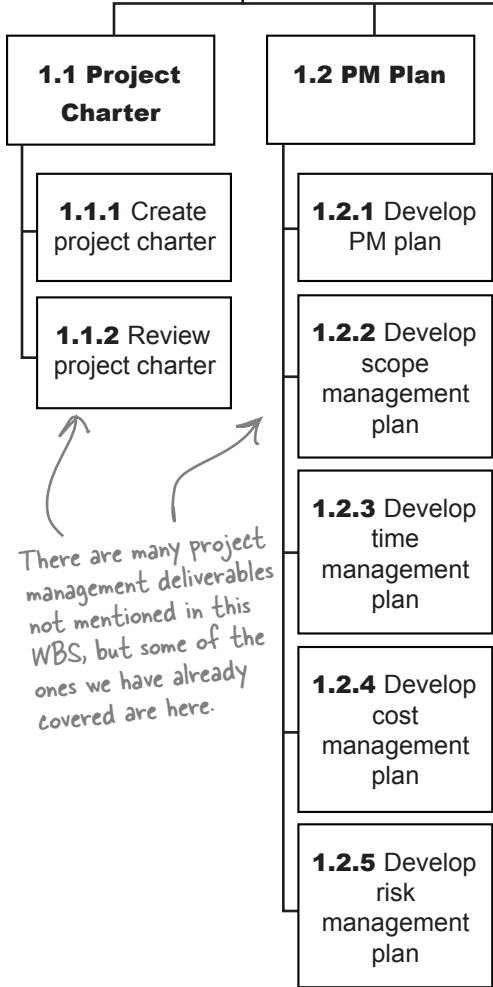 1.1 Project
Charter
1.1.1 Create
project charter
1.1.2 Review
project charter
There are many project
management deliverables
not mentioned in this
WBS, but some of the
ones we have already
covered are here.
1.2 PM Plan
1.2.1 Develop
PM plan
1.2.2 Develop
scope
management
plan
1.2.3 Develop
time
management
plan
1.2.4 Develop
cost
management
plan
1.2.5 Develop
risk
management
plan